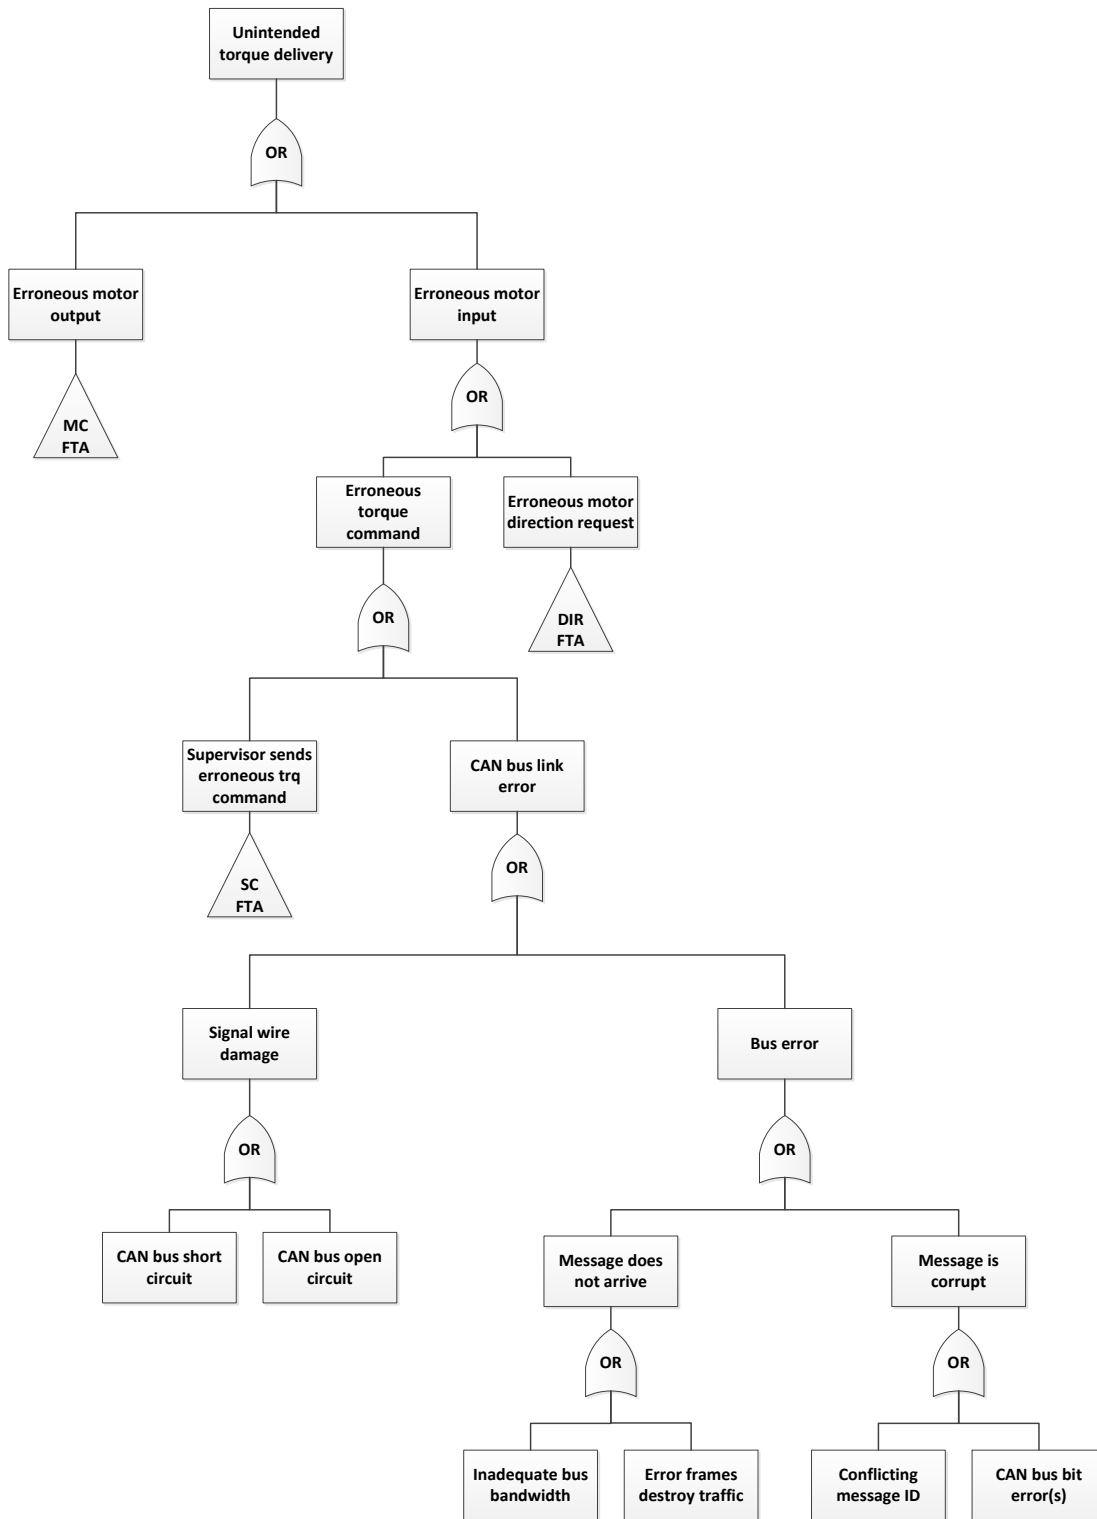 Unintended
torque delivery
OR
Erroneous motor
output
Erroneous motor
input
MC
FTA
OR
Erroneous
torque
command
Erroneous motor
direction request
OR
DIR
FTA
Supervisor sends
erroneous trq
command
CAN bus link
error
SC
FTA
OR
Signal wire
damage
Bus error
OR
OR
CAN bus short
circuit
CAN bus open
circuit
Message does
not arrive
Message is
corrupt
OR
OR
Inadequate bus
bandwidth
Error frames
destroy traffic
Conflicting
message ID
CAN bus bit
error(s)